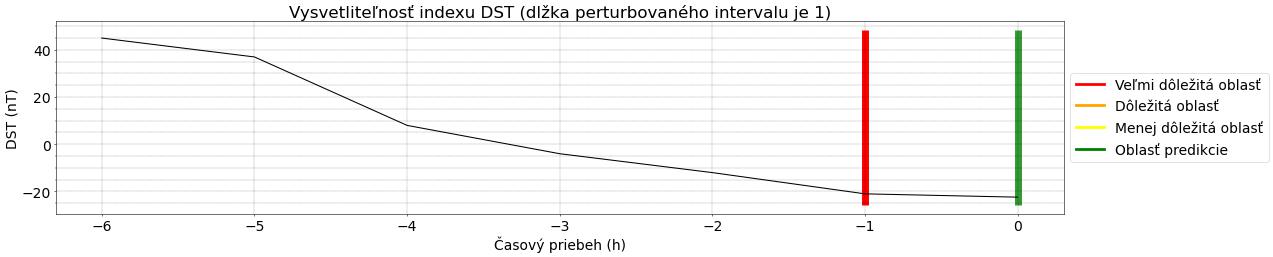 Vysvetliteľnosť indexu DST (dĺžka perturbovaného intervalu je 1)
DST (nT)
40
20
0
−20
−6 −5 −4 −3 −2 −1 0
Časový priebeh (h)
Veľmi dôležitá oblasť
Dôležitá oblasť
Menej dôležitá oblasť
Oblasť predikcie